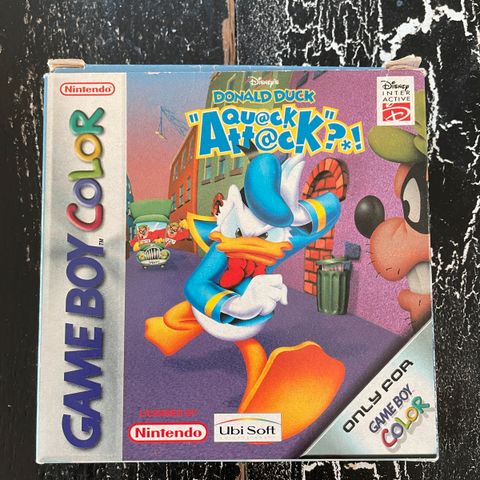 Nintendo
GAME BOY COLOR
DISNEY'S
DONALD DUCK
"QU@CK
ATT@CK"?*!
DISNEY
INTER
ACTIVE
LICENSED BY
Nintendo
Ubi Soft
ONLY FOR
GAME BOY
COLOR